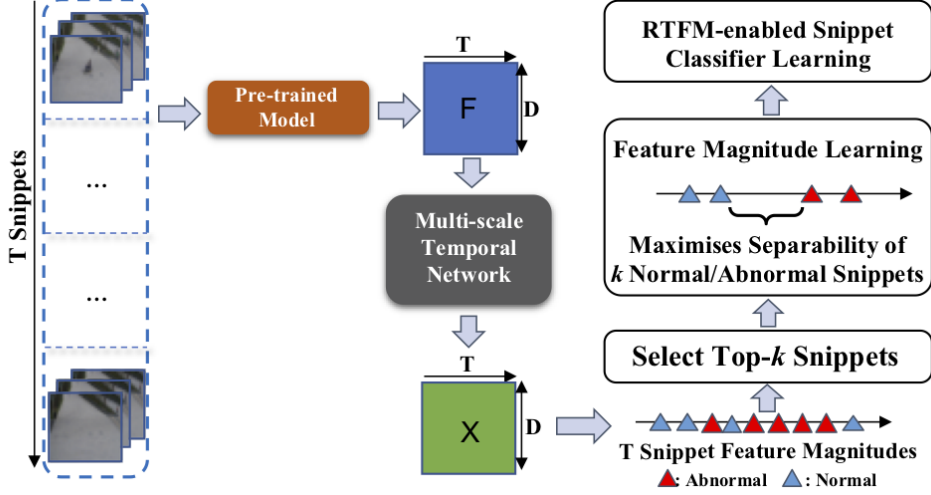 T Snippets
...
...
Pre-trained
Model
T
F
D
Multi-scale
Temporal
Network
T
X
D
RTFM-enabled Snippet
Classifier Learning
Feature Magnitude Learning
Maximises Separability of
k Normal/Abnormal Snippets
Select Top-k Snippets
T Snippet Feature Magnitudes
: Abnormal : Normal